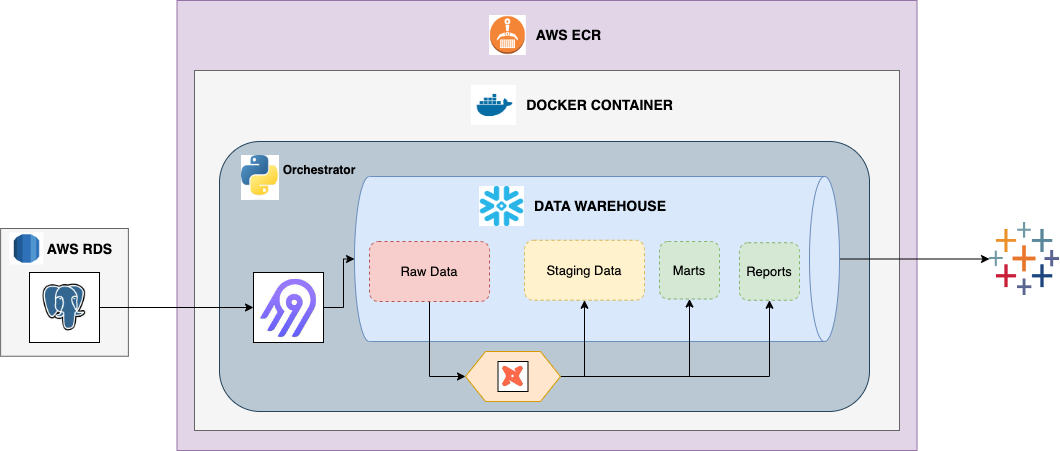 AWS ECR
DOCKER CONTAINER
Orchestrator
DATA WAREHOUSE
AWS RDS
Raw Data
Staging Data
Marts
Reports